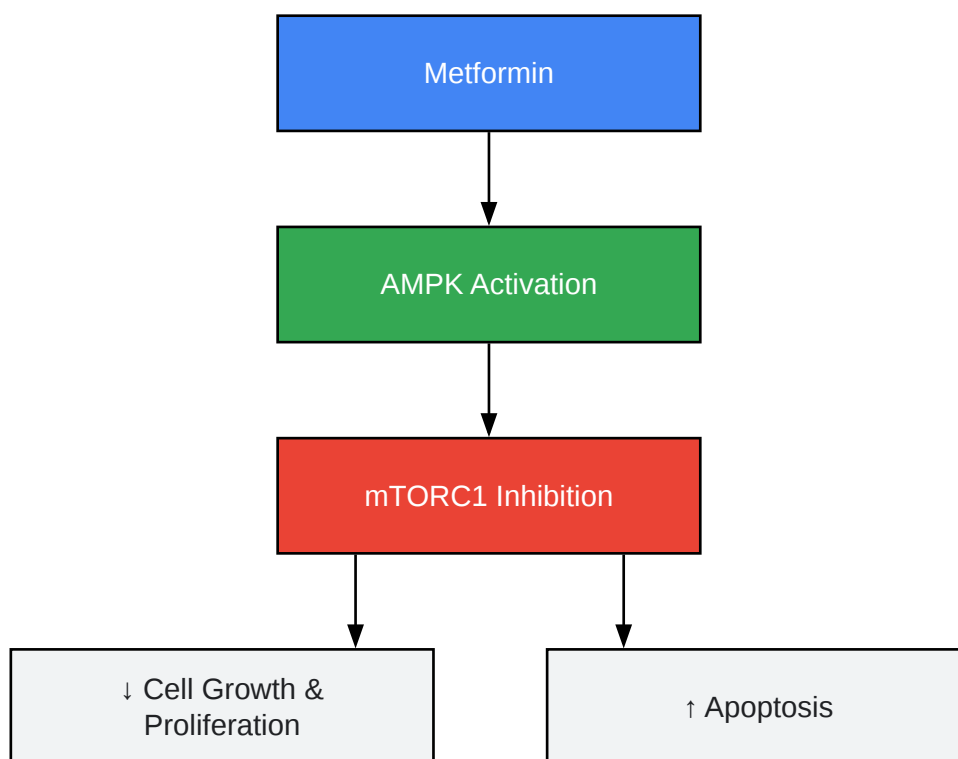 Metformin
AMPK Activation
mTORC1 Inhibition
↓ Cell Growth &
Proliferation
↑ Apoptosis